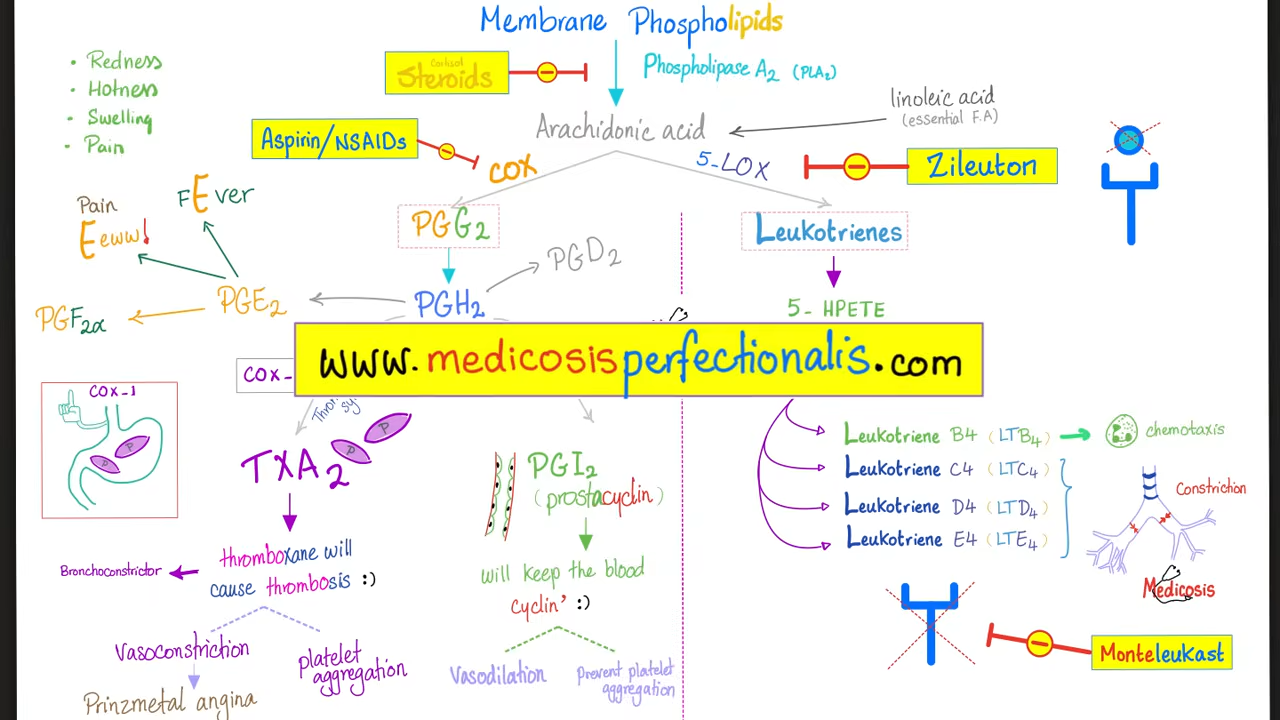 Membrane Phospholipids
• Redness
• Hotness
• Swelling
• Pain
Cortisol
Steroids
Phospholipase A2 (PLA2)
Arachidonic acid
linoleic acid
(essential F.A)
Aspirin/NSAIDs
COX
5-LOX
Zileuton
Pain
Eeww!
FEver
PGG2
Leukotrienes
PGD2
PGE2
PGH2
PGF2α
5-HPETE
www.medicosisperfectionalis.com
COX-
COX-1
P
P
TXA2
P
P
PGI2
(prostacyclin)
Leukotriene B4 (LTB4)
chemotaxis
Leukotriene C4 (LTC4)
Leukotriene D4 (LTD4)
Leukotriene E4 (LTE4)
Constriction
Medicosis
thromboxane will
cause thrombosis :)
Bronchoconstrictor
will keep the blood
cyclin' :)
Vasoconstriction
platelet
aggregation
Prinzmetal angina
Vasodilation
Prevent platelet
aggregation
Monteleukast